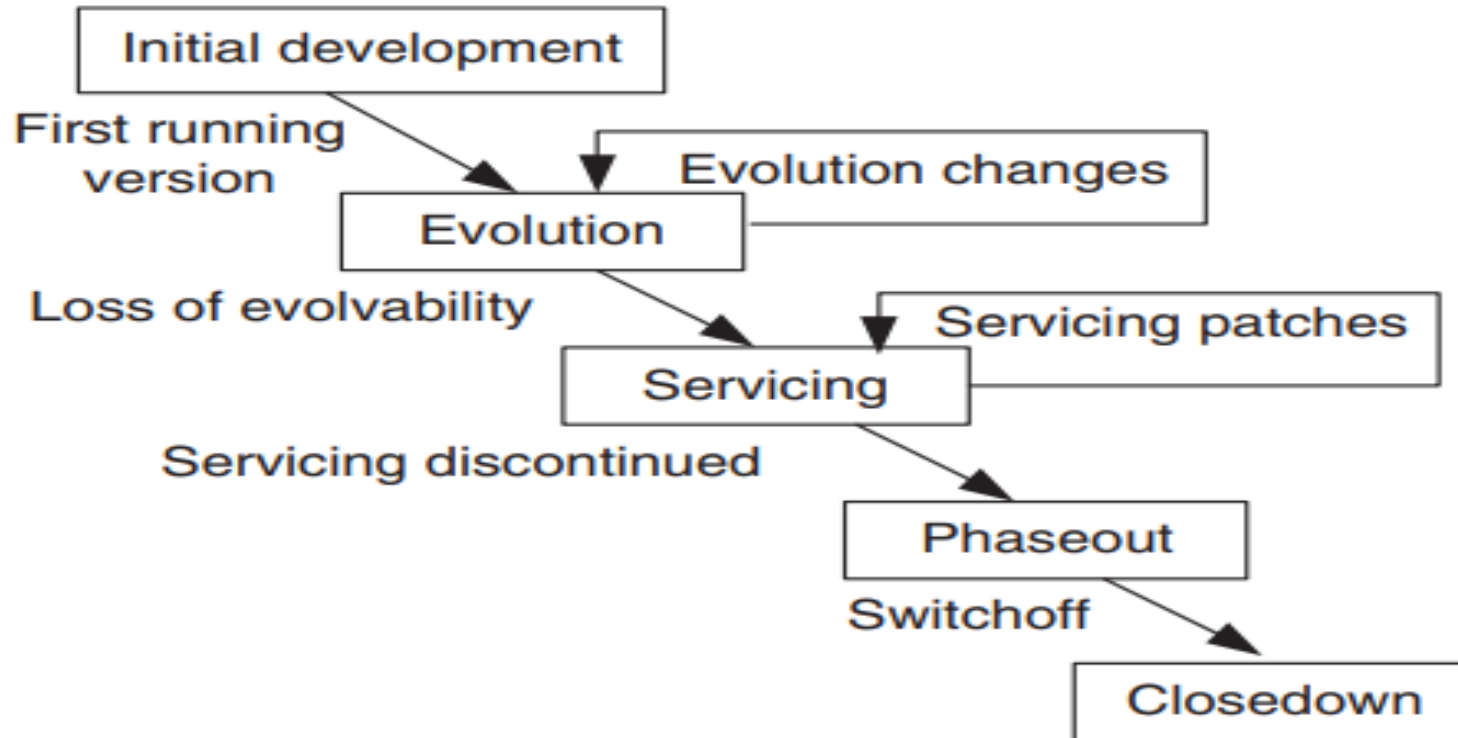 Initial development
First running
version
Evolution changes
Evolution
Loss of evolvability
Servicing patches
Servicing
Servicing discontinued
Phaseout
Switchoff
Closedown